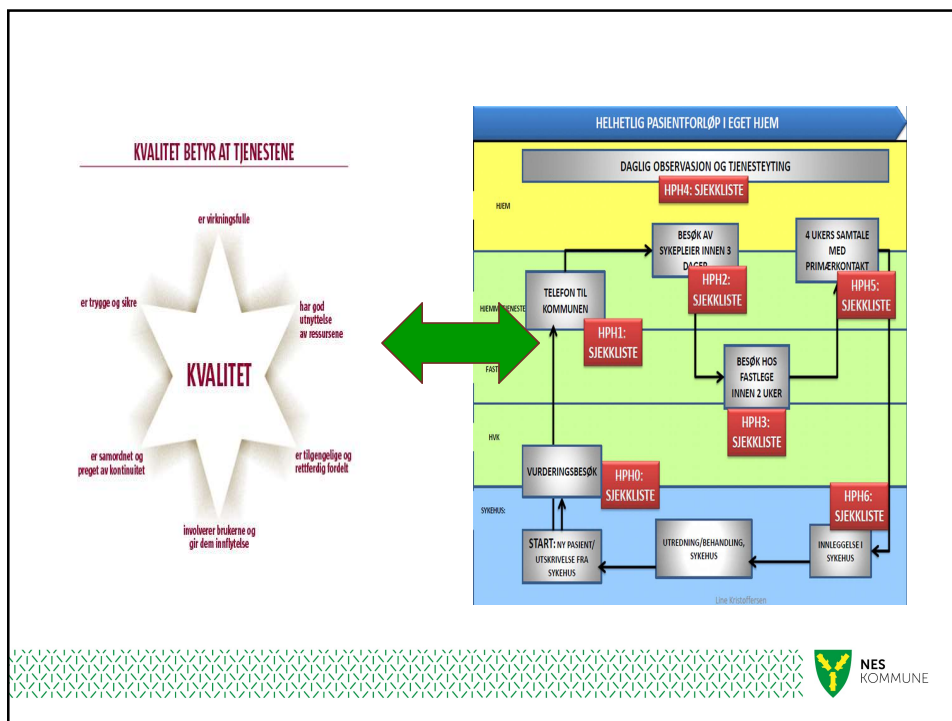 KVALITET BETYR AT TJENESTENE
er virkningsfulle
er trygge og sikre
har god
utnyttelse
av ressursene
KVALITET
er samordnet og
preget av kontinuitet
er tilgengelige og
rettferdig fordelt
involverer brukerne og
gir dem innflytelse
HELHETLIG PASIENTFORLØP I EGET HJEM
DAGLIG OBSERVASJON OG TJENESTEYTING
HPH4: SJEKKLISTE
HJEM
BESØK AV
SYKEPLEIER INNEN 3
DAGER
HPH2:
SJEKKLISTE
4 UKERS SAMTALE
MED
PRIMÆRKONTAKT
HPH5:
SJEKKLISTE
TELEFON TIL
KOMMUNEN
HPH1:
SJEKKLISTE
BESØK HOS
FASTLEGE
INNEN 2 UKER
HPH3:
SJEKKLISTE
HVK
VURDERINGSBESØK
HPH0:
SJEKKLISTE
SYKEHUS:
START: NY PASIENT/
UTSKRIVELSE FRA
SYKEHUS
UTREDNING/BEHANDLING,
SYKEHUS
HPH6:
SJEKKLISTE
INNLEGGELSE I
SYKEHUS
Line Kristoffersen
NES
KOMMUNE